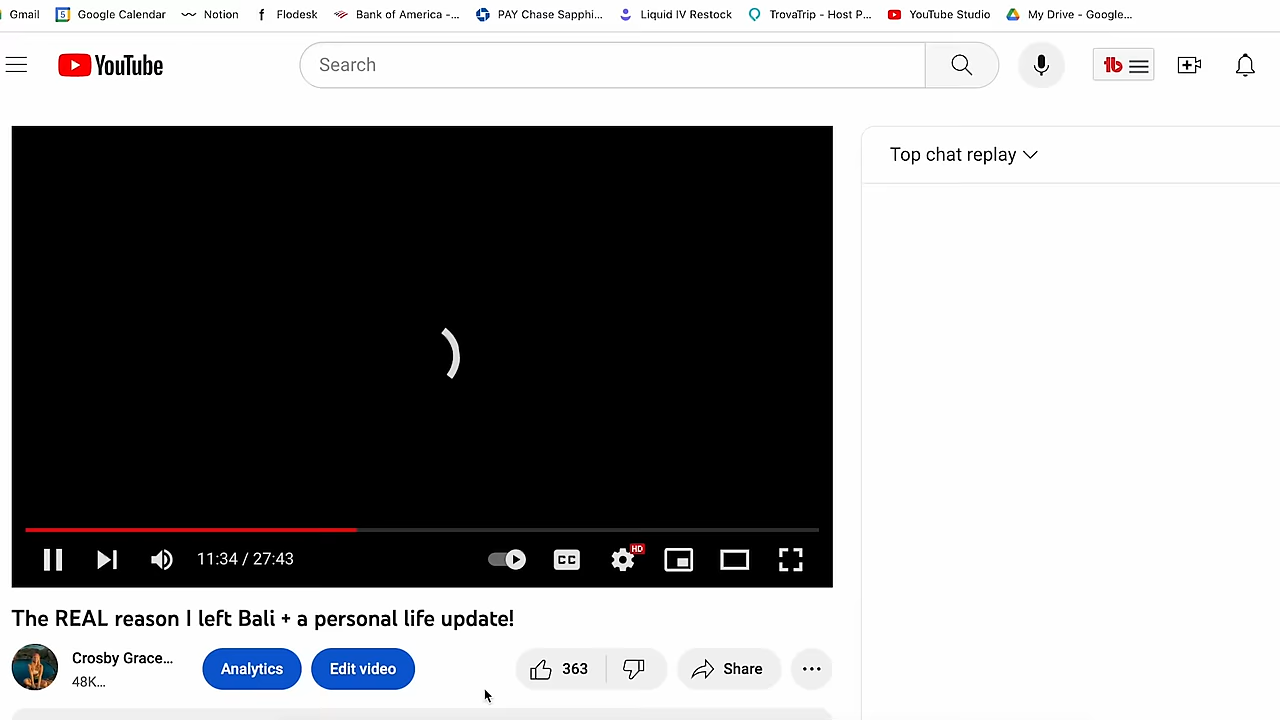 Gmail Google Calendar Notion Flodesk Bank of America -... PAY Chase Sapphi... Liquid IV Restock TrovaTrip - Host P... YouTube Studio My Drive - Google...
YouTube Search
Top chat replay
11:34 / 27:43 CC HD
The REAL reason I left Bali + a personal life update!
Crosby Grace... Analytics Edit video 363 Share
48K...